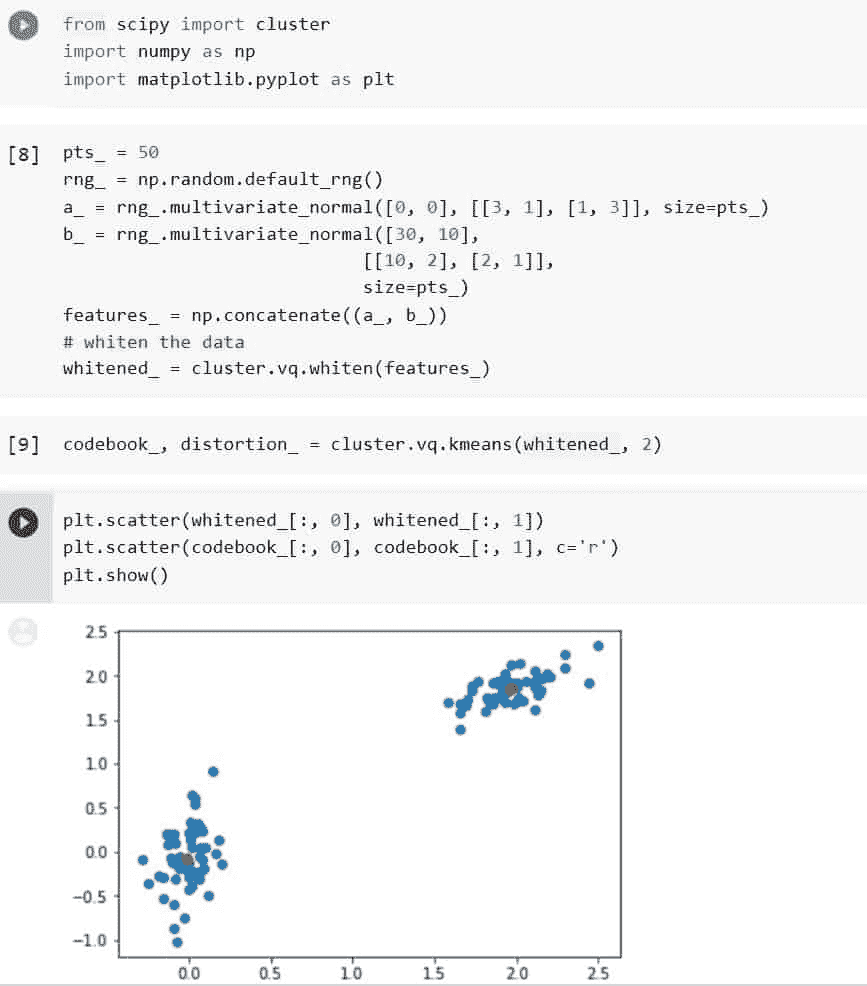 from scipy import cluster
import numpy as np
import matplotlib.pyplot as plt
[8] pts_ = 50
rng_ = np.random.default_rng()
a_ = rng_.multivariate_normal([0, 0], [[3, 1], [1, 3]], size=pts_)
b_ = rng_.multivariate_normal([30, 10],
[[10, 2], [2, 1]],
size=pts_)
features_ = np.concatenate((a_, b_))
# whiten the data
whitened_ = cluster.vq.whiten(features_)
[9] codebook_, distortion_ = cluster.vq.kmeans(whitened_, 2)
plt.scatter(whitened_[:, 0], whitened_[:, 1])
plt.scatter(codebook_[:, 0], codebook_[:, 1], c='r')
plt.show()
2.5
2.0
1.5
1.0
0.5
0.0
−0.5
−1.0
0.0 0.5 1.0 1.5 2.0 2.5